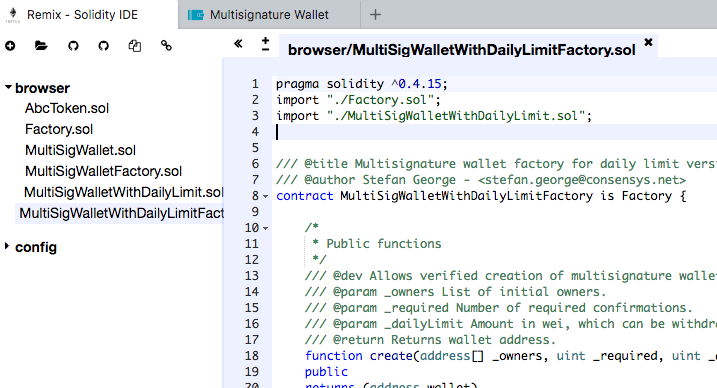 Remix - Solidity IDE
Multisignature Wallet
remix
browser/MultiSigWalletWithDailyLimitFactory.sol
browser
AbcToken.sol
Factory.sol
MultiSigWallet.sol
MultiSigWalletFactory.sol
MultiSigWalletWithDailyLimit.sol
MultiSigWalletWithDailyLimitFact
config
1 pragma solidity ^0.4.15;
2 import "./Factory.sol";
3 import "./MultiSigWalletWithDailyLimit.sol";
4
5
6 /// @title Multisignature wallet factory for daily limit vers
7 /// @author Stefan George - <stefan.george@consensys.net>
8 contract MultiSigWalletWithDailyLimitFactory is Factory {
9
10 /*
11 * Public functions
12 */
13 /// @dev Allows verified creation of multisignature walle
14 /// @param _owners List of initial owners.
15 /// @param _required Number of required confirmations.
16 /// @param _dailyLimit Amount in wei, which can be withdr
17 /// @return Returns wallet address.
18 function create(address[] _owners, uint _required, uint _
19 public
20 returns (address wallet)